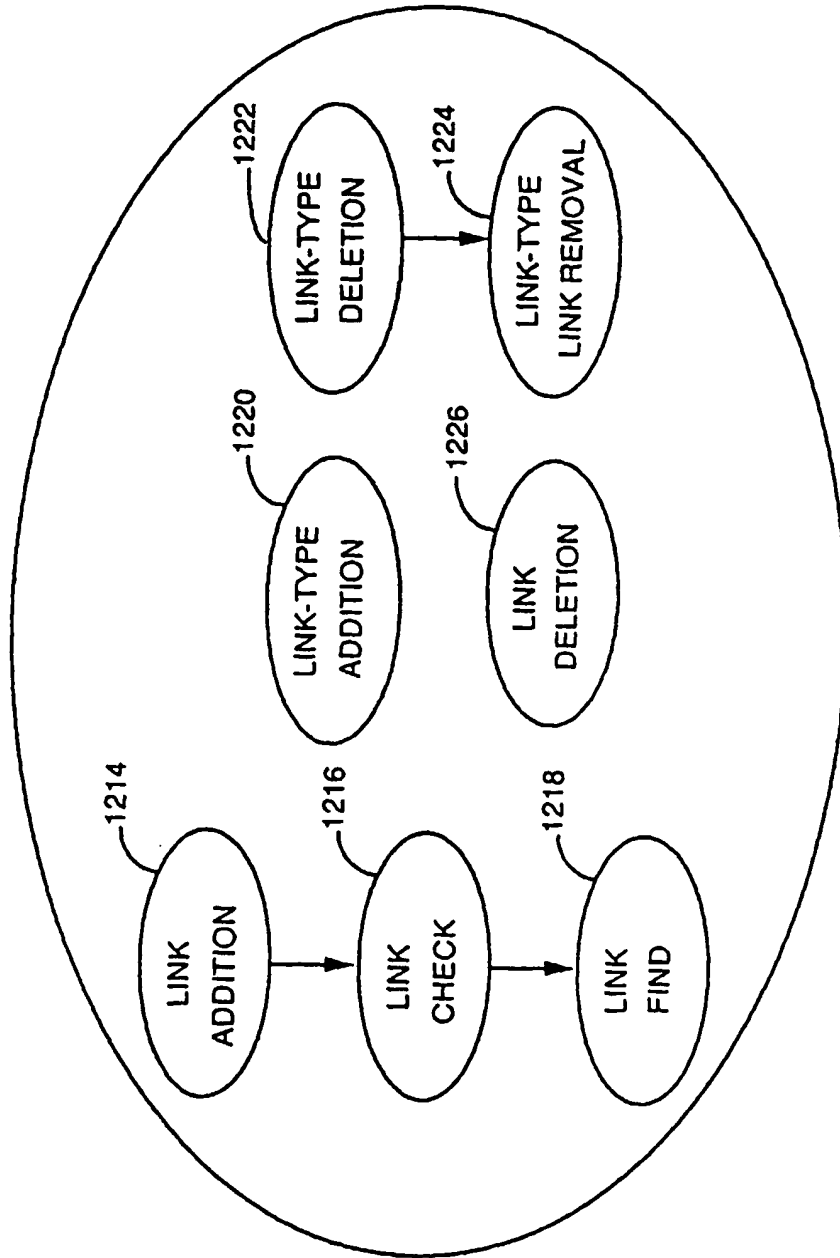 1214
LINK
ADDITION
1216
LINK
CHECK
1218
LINK
FIND
1220
LINK-TYPE
ADDITION
1226
LINK
DELETION
1222
LINK-TYPE
DELETION
1224
LINK-TYPE
LINK REMOVAL